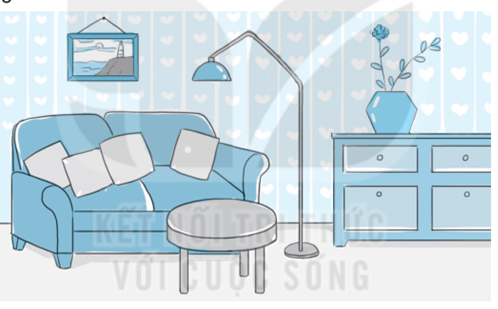 KẾT NỐI TRI THỨC
VỚI CUỘC SỐNG